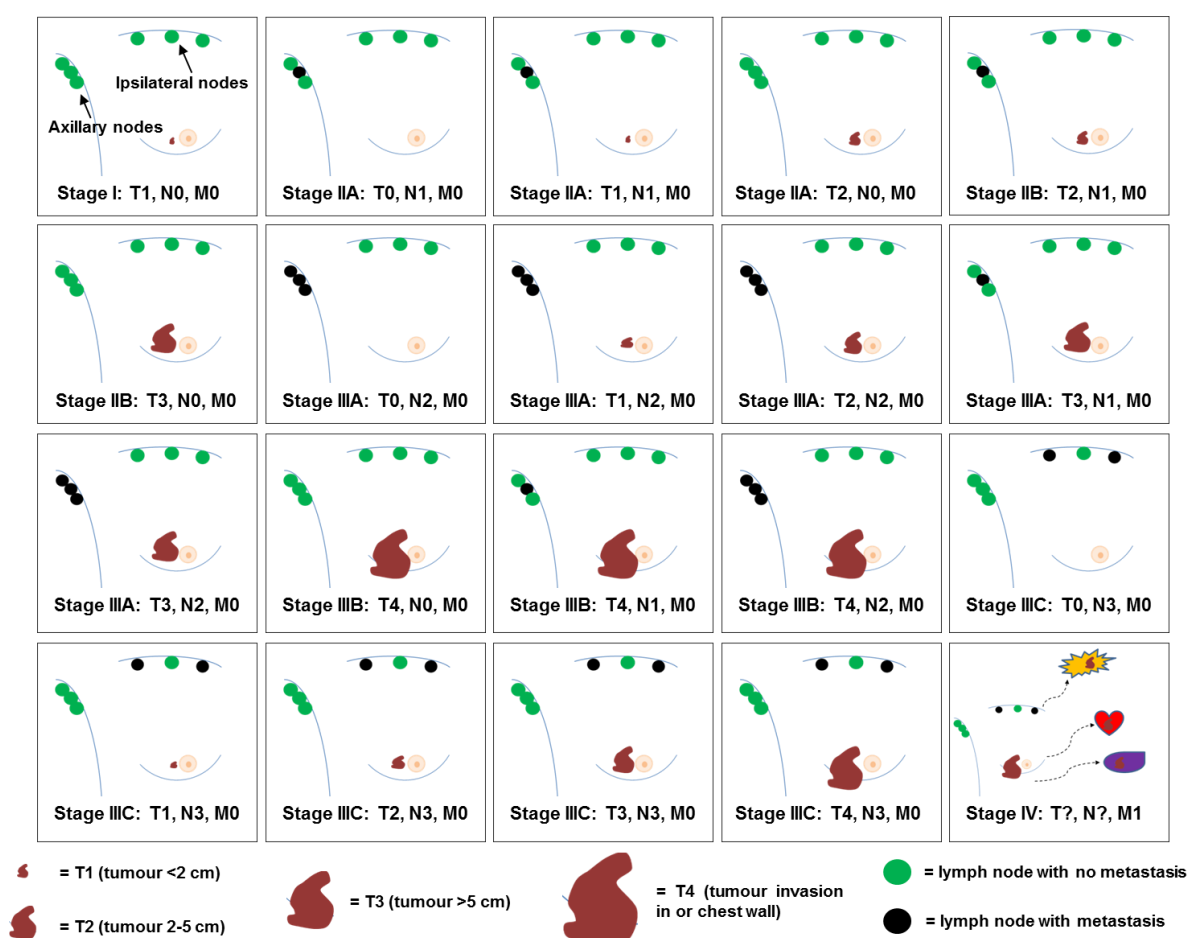 Ipsilateral nodes
Axillary nodes
Stage I: T1, N0, M0
Stage IIA: T0, N1, M0
Stage IIA: T1, N1, M0
Stage IIA: T2, N0, M0
Stage IIB: T2, N1, M0
Stage IIB: T3, N0, M0
Stage IIIA: T0, N2, M0
Stage IIIA: T1, N2, M0
Stage IIIA: T2, N2, M0
Stage IIIA: T3, N1, M0
Stage IIIA: T3, N2, M0
Stage IIIB: T4, N0, M0
Stage IIIB: T4, N1, M0
Stage IIIB: T4, N2, M0
Stage IIIC: T0, N3, M0
Stage IIIC: T1, N3, M0
Stage IIIC: T2, N3, M0
Stage IIIC: T3, N3, M0
Stage IIIC: T4, N3, M0
Stage IV: T?, N?, M1
= T1 (tumour <2 cm)
= T2 (tumour 2-5 cm)
= T3 (tumour >5 cm)
= T4 (tumour invasion
in or chest wall)
= lymph node with no metastasis
= lymph node with metastasis